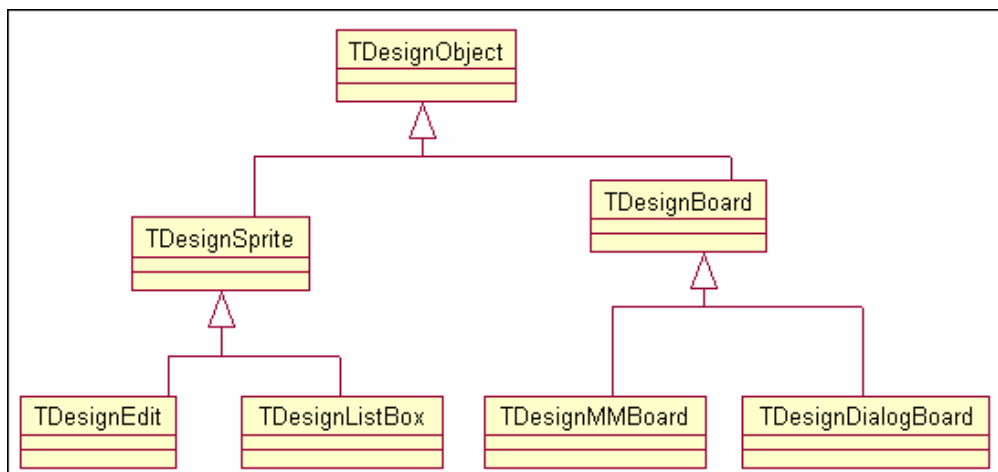 TDesignObject
TDesignBoard
TDesignSprite
TDesignEdit
TDesignListBox
TDesignMMBoard
TDesignDialogBoard